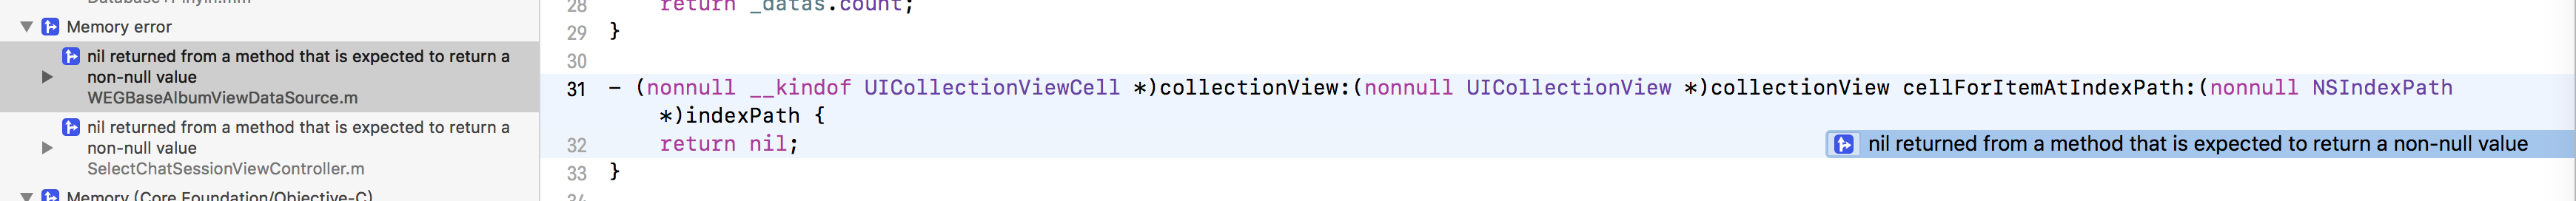 Database+Pinyin.mm
Memory error
nil returned from a method that is expected to return a
non-null value
WEGBaseAlbumViewDataSource.m
nil returned from a method that is expected to return a
non-null value
SelectChatSessionViewController.m
Memory (Core Foundation/Objective-C)
28 return _datas.count;
29 }
30
31 - (nonnull __kindof UICollectionViewCell *)collectionView:(nonnull UICollectionView *)collectionView cellForItemAtIndexPath:(nonnull NSIndexPath
*)indexPath {
32 return nil; nil returned from a method that is expected to return a non-null value
33 }
34